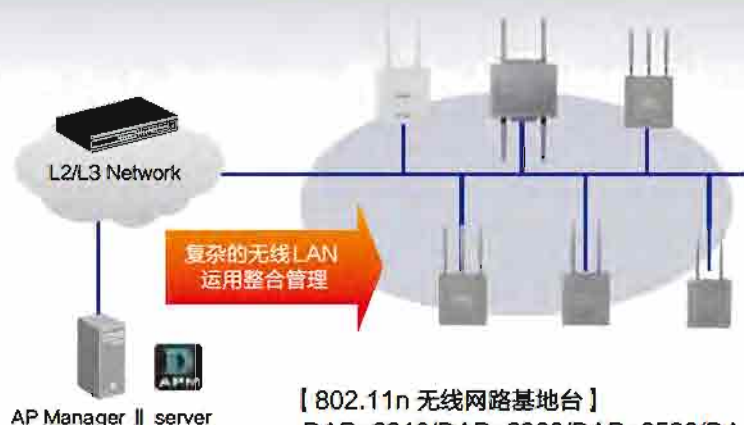 L2/L3 Network
复杂的无线LAN
运用整合管理
APM
AP Manager Ⅱ server
【802.11n 无线网路基地台】